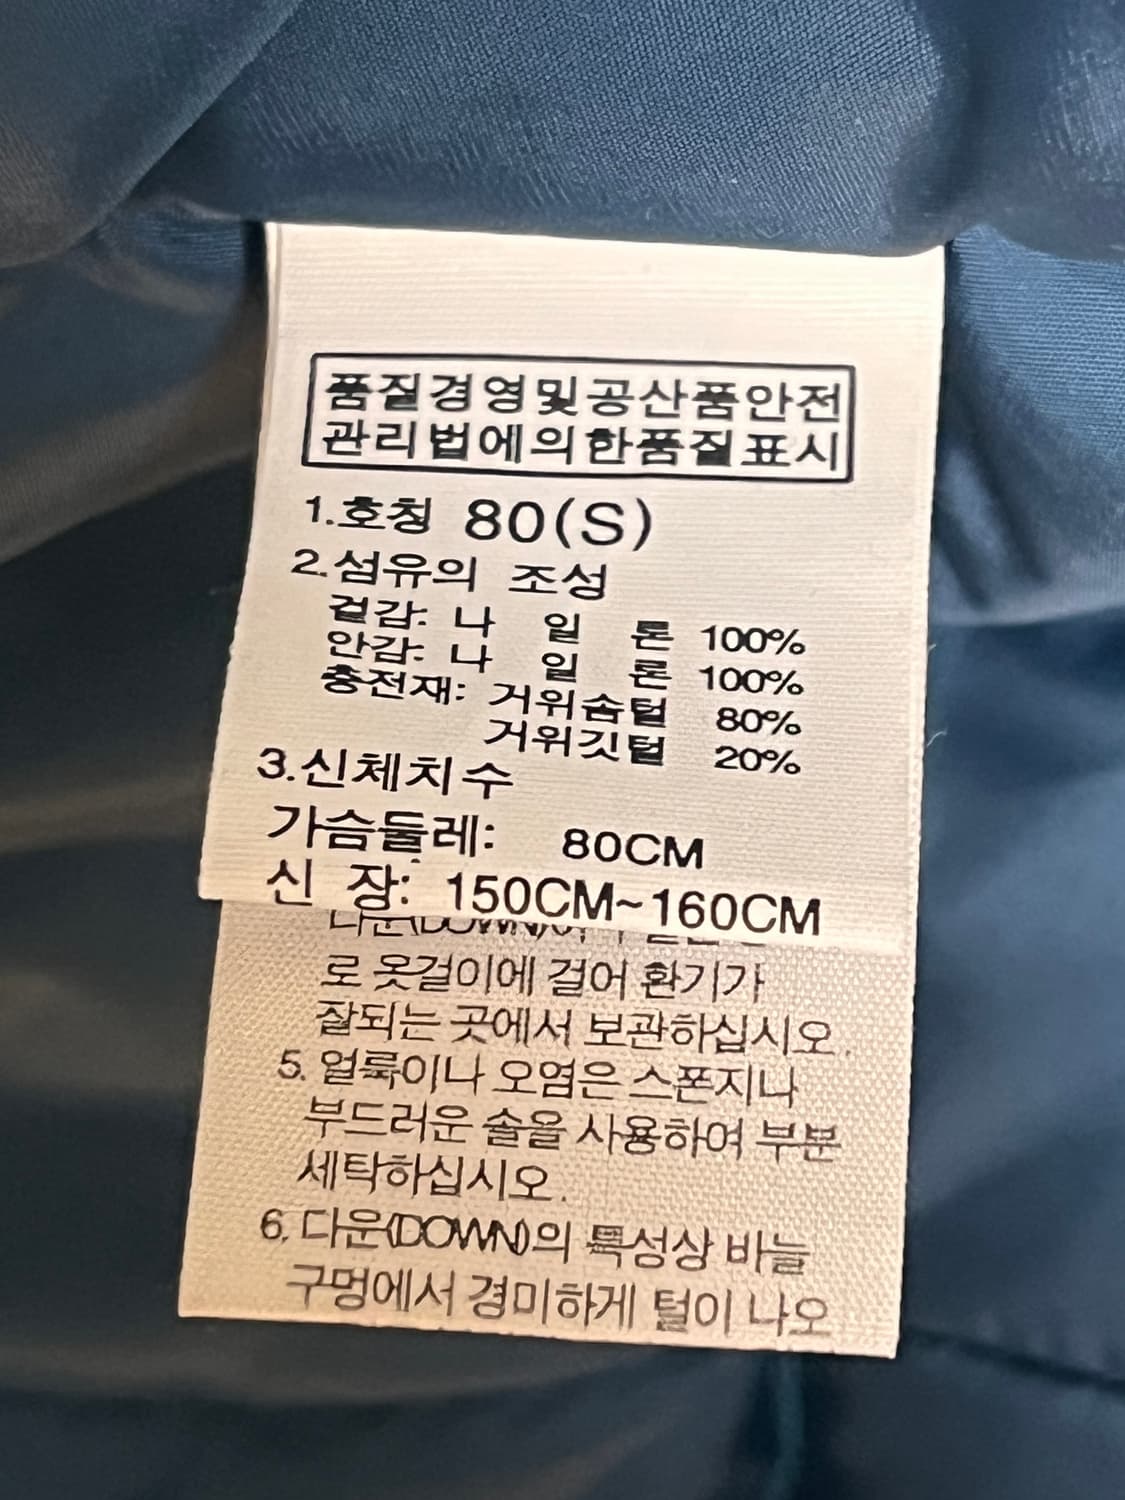 품질경영및공산품안전
관리법에의한품질표시
1.호칭 80(S)
2.섬유의 조성
겉감: 나 일 론 100%
안감: 나 일 론 100%
충전재: 거위솜털 80%
거위깃털 20%
3.신체치수
가슴둘레: 80CM
신 장: 150CM~160CM
다운(DOWN)이
로 옷걸이에 걸어 환기가
잘되는 곳에서 보관하십시오.
5. 얼룩이나 오염은 스폰지나
부드러운 솔을 사용하여 부분
세탁하십시오.
6. 다운(DOWN)의 특성상 바늘
구멍에서 경미하게 털이 나오